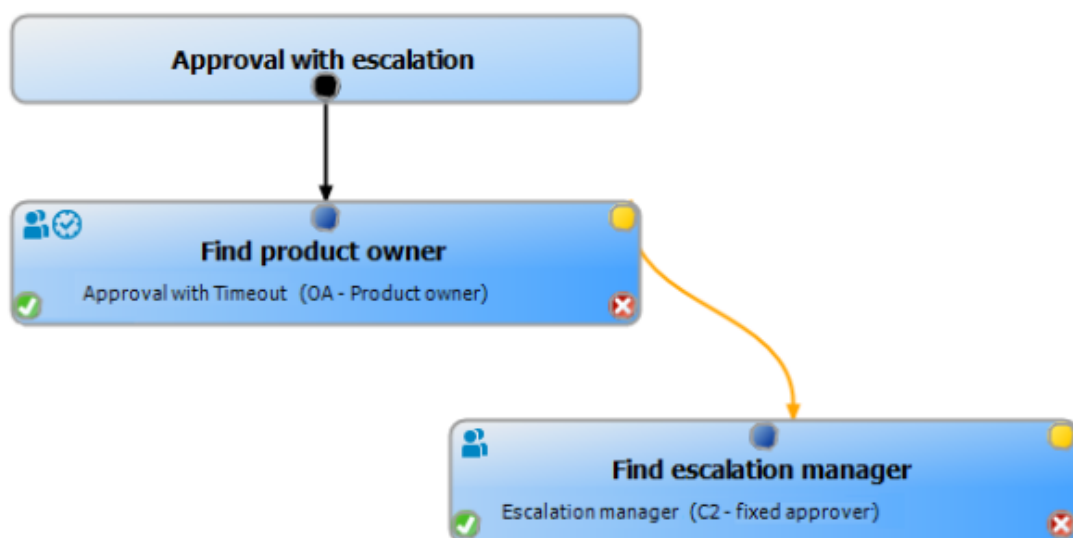 Approval with escalation
Find product owner
Approval with Timeout (OA - Product owner)
Find escalation manager
Escalation manager (C2 - fixed approver)